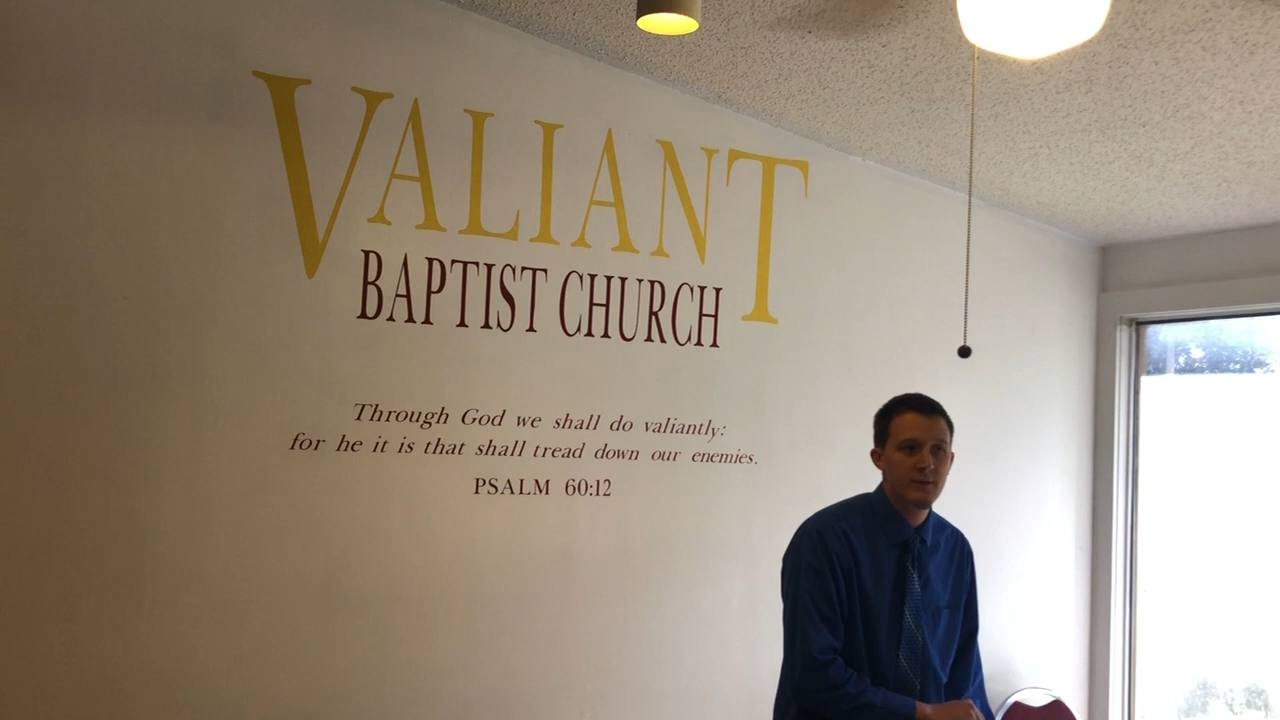 VALIANT
BAPTIST CHURCH
Through God we shall do valiantly:
for he it is that shall tread down our enemies.
PSALM 60:12